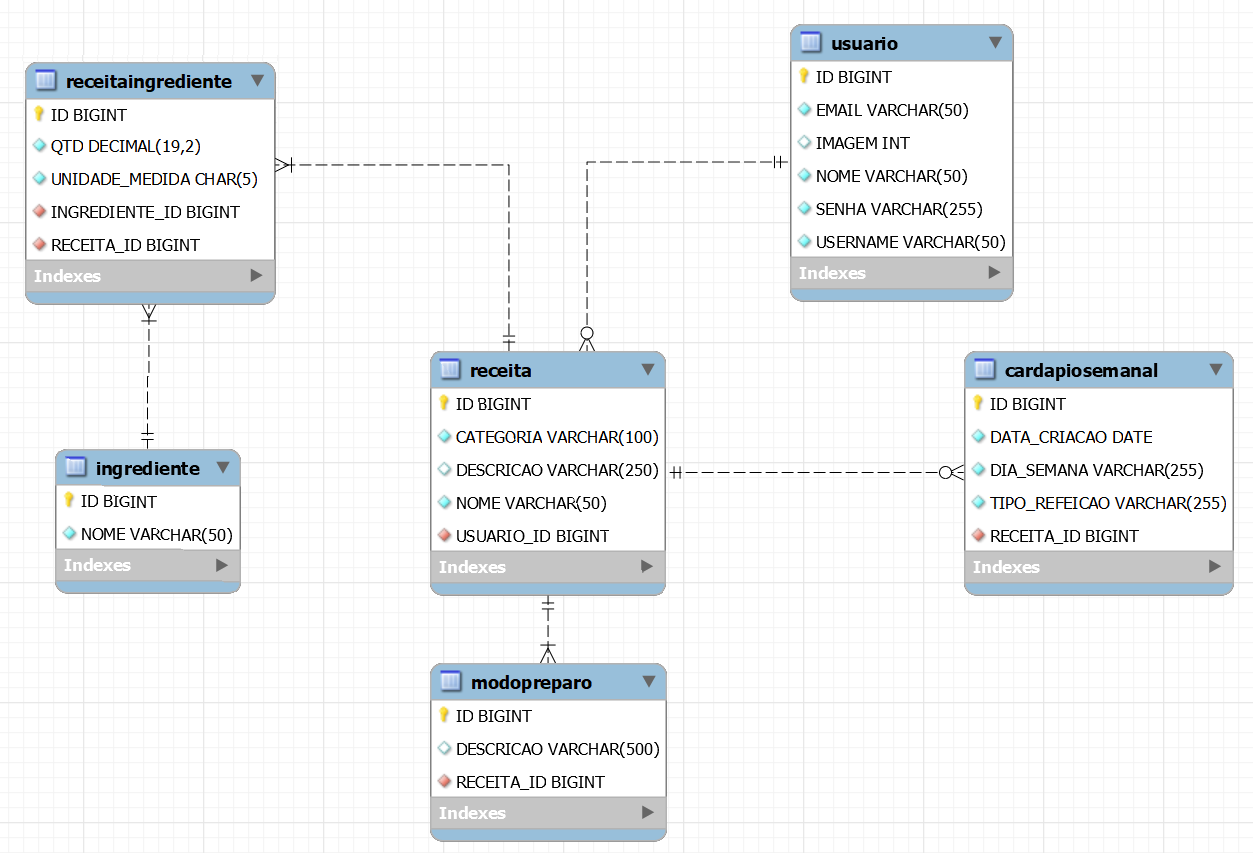 receitaingrediente
ID BIGINT
QTD DECIMAL(19,2)
UNIDADE_MEDIDA CHAR(5)
INGREDIENTE_ID BIGINT
RECEITA_ID BIGINT
Indexes
usuario
ID BIGINT
EMAIL VARCHAR(50)
IMAGEM INT
NOME VARCHAR(50)
SENHA VARCHAR(255)
USERNAME VARCHAR(50)
Indexes
ingrediente
ID BIGINT
NOME VARCHAR(50)
Indexes
receita
ID BIGINT
CATEGORIA VARCHAR(100)
DESCRICAO VARCHAR(250)
NOME VARCHAR(50)
USUARIO_ID BIGINT
Indexes
cardapiosemanal
ID BIGINT
DATA_CRIACAO DATE
DIA_SEMANA VARCHAR(255)
TIPO_REFEICAO VARCHAR(255)
RECEITA_ID BIGINT
Indexes
modopreparo
ID BIGINT
DESCRICAO VARCHAR(500)
RECEITA_ID BIGINT
Indexes